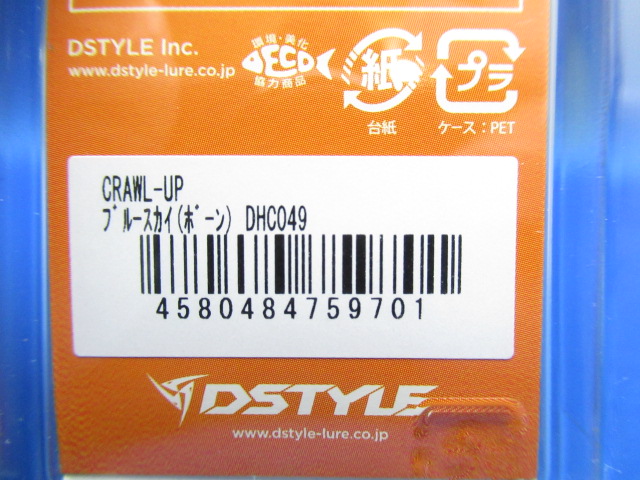 DSTYLE Inc.
www.dstyle-lure.co.jp
環境・美化
DECO
協力商品
紙
台紙
プラ
ケース：PET
CRAWL-UP
ﾌﾞﾙｰｽｶｲ(ﾎﾞｰﾝ) DHC049
4580484759701
DSTYLE
www.dstyle-lure.co.jp